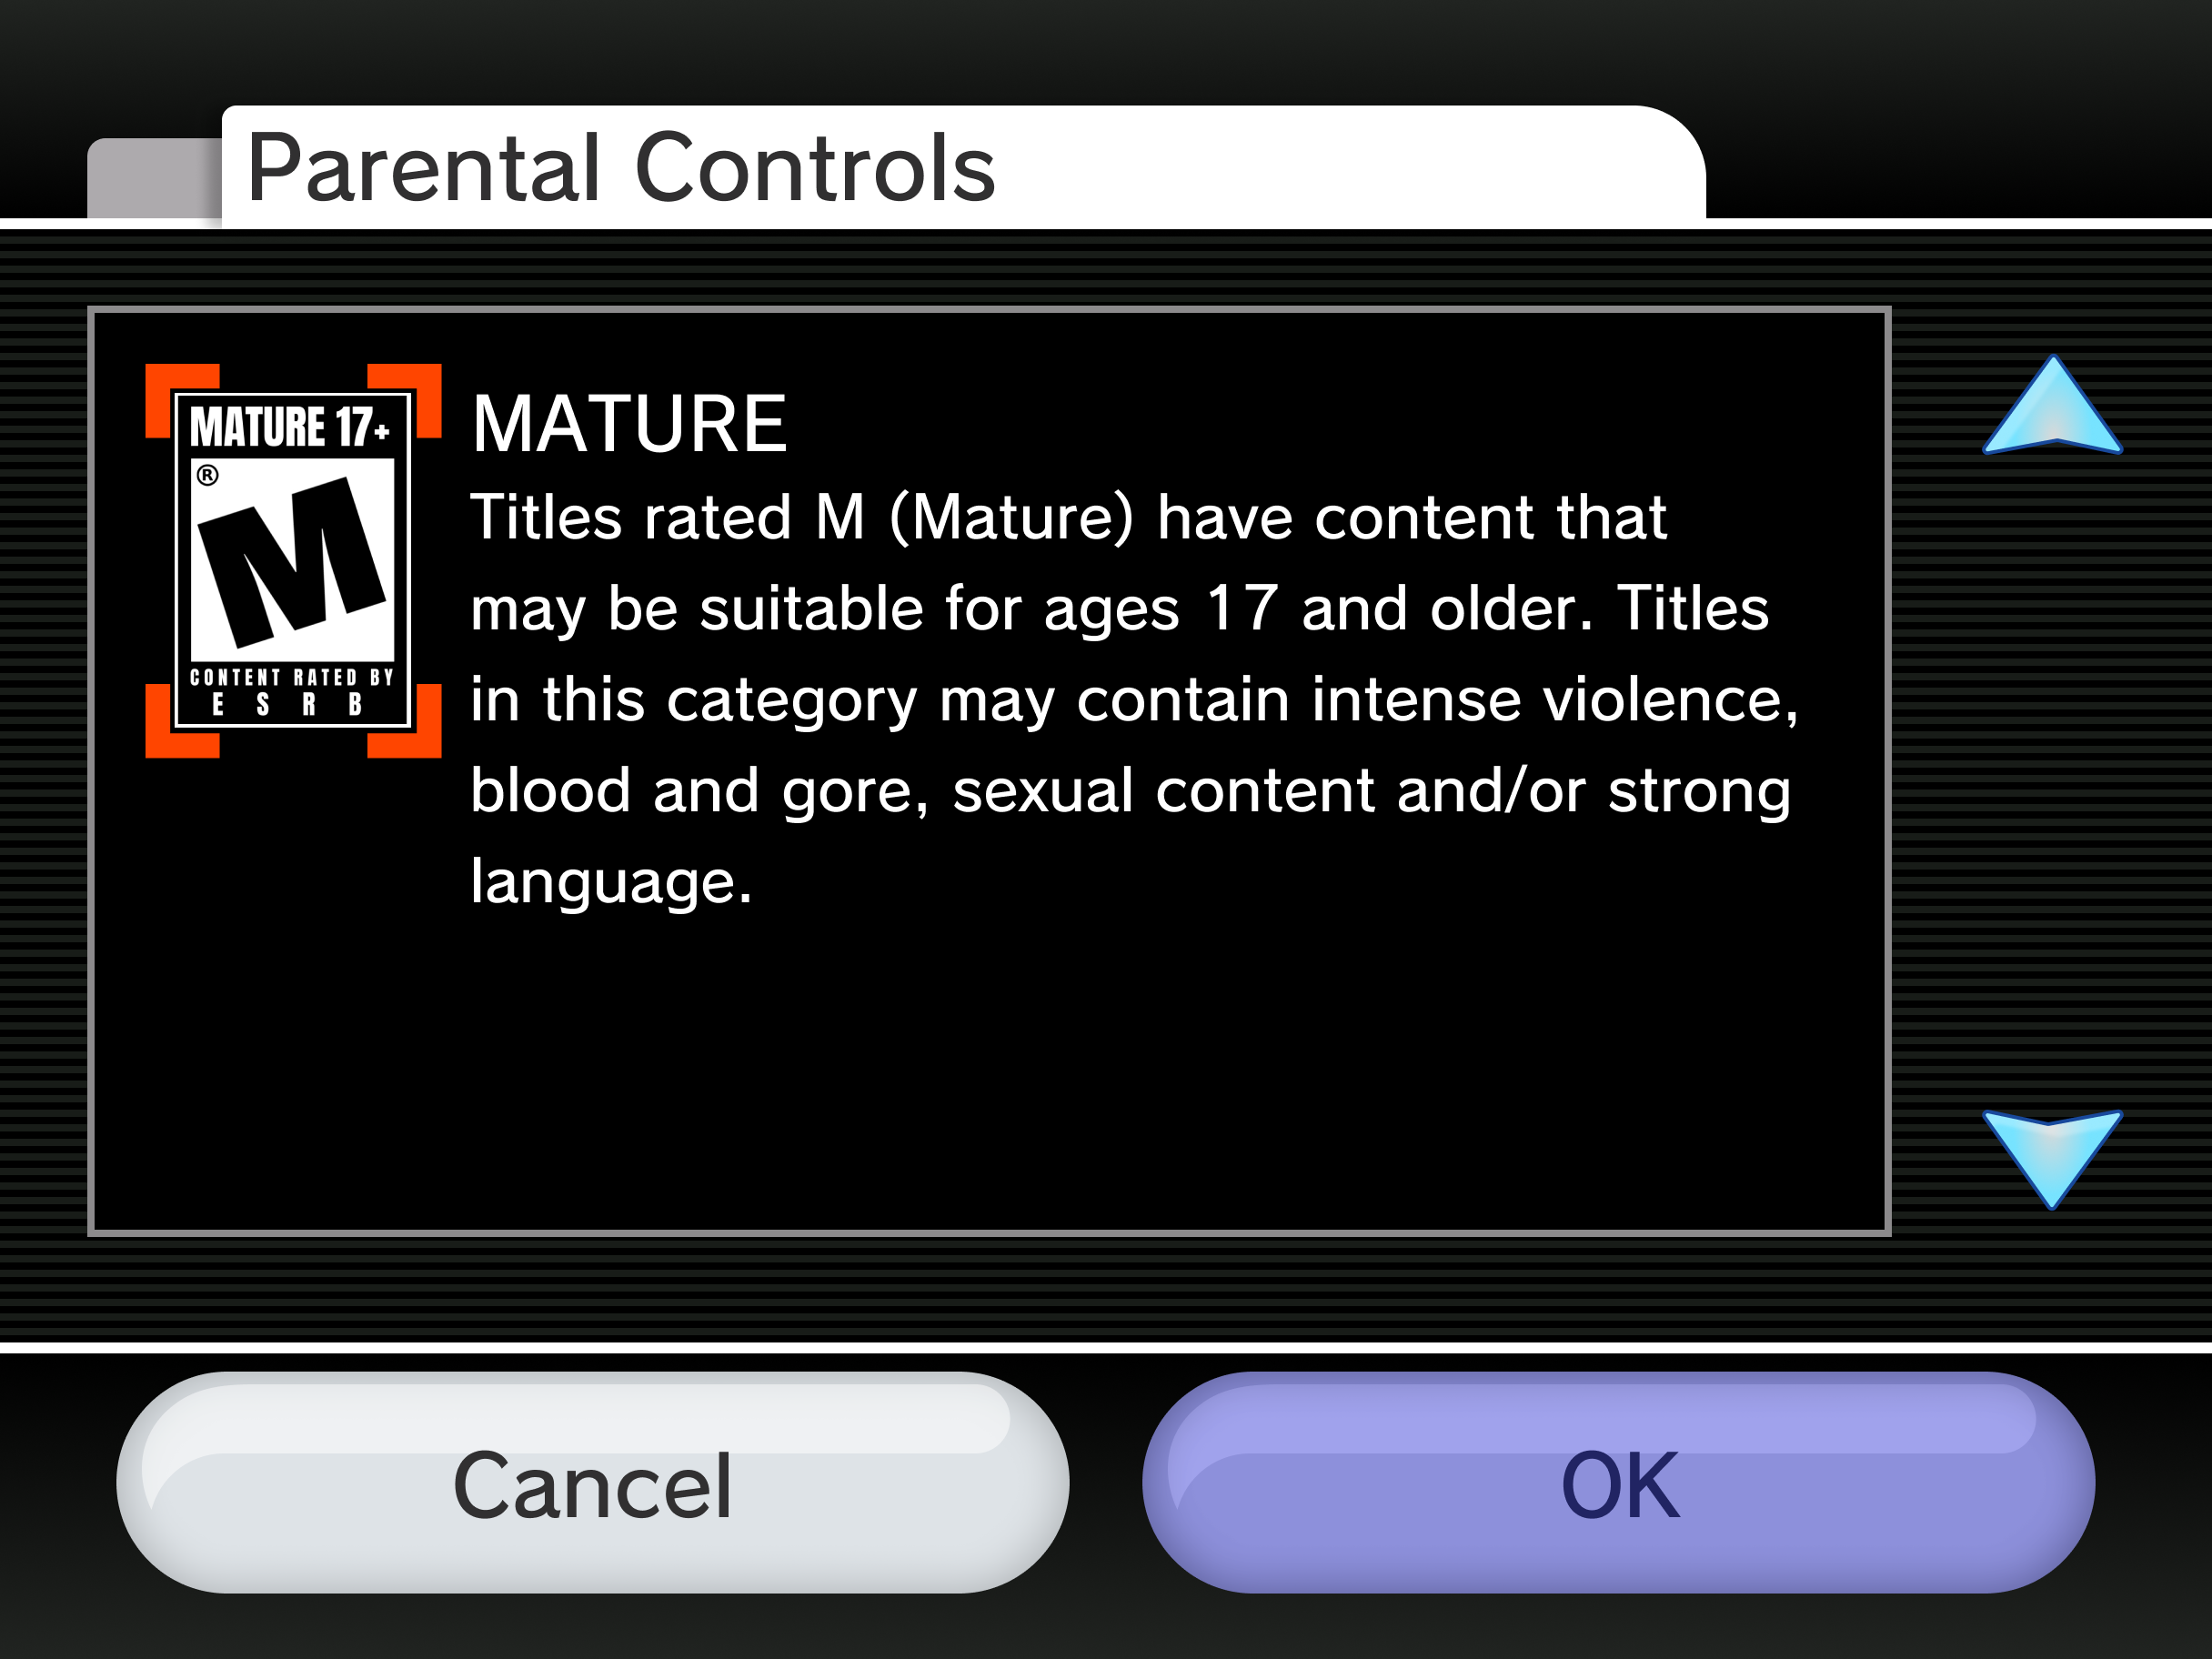 Parental Controls
MATURE 17+
®
M
CONTENT RATED BY
ESRB
MATURE
Titles rated M (Mature) have content that
may be suitable for ages 17 and older. Titles
in this category may contain intense violence,
blood and gore, sexual content and/or strong
language.
Cancel
OK